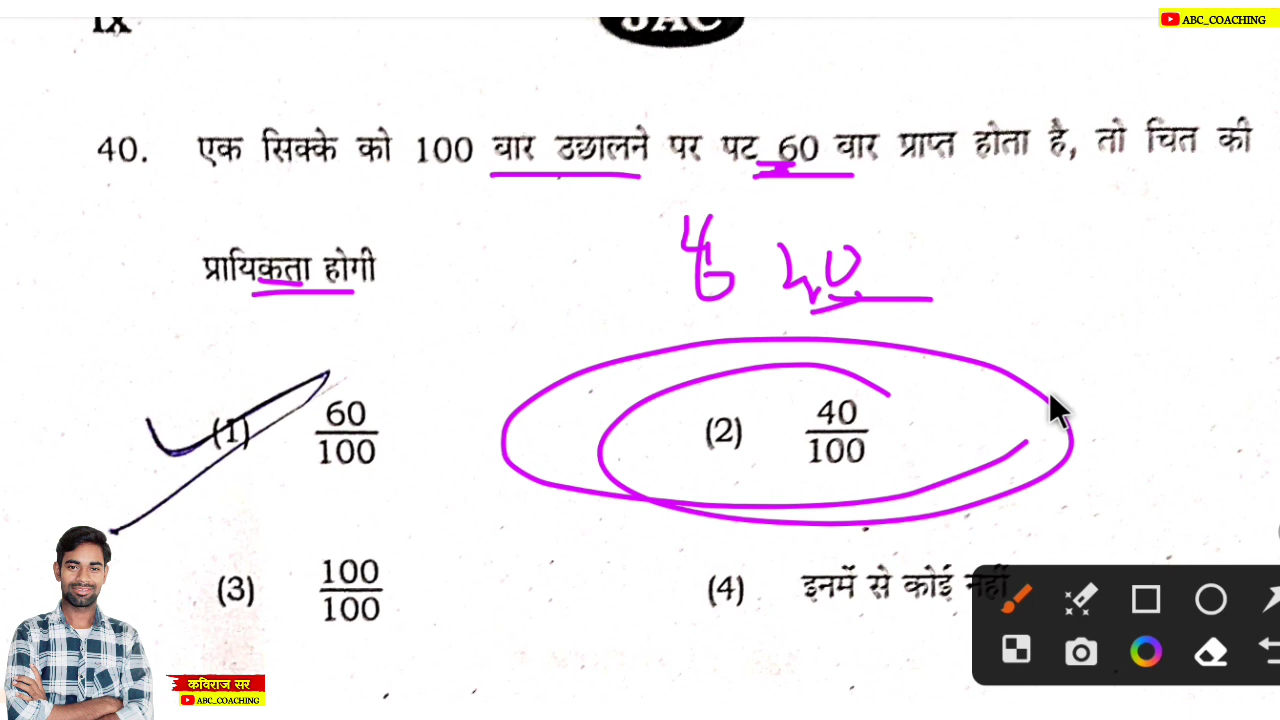 IX
JAC
ABC_COACHING
40. एक सिक्के को 100 वार उछालने पर पट 60 वार प्राप्त होता है, तो चित की
प्रायिकता होगी
40
(1) 60/100
(2) 40/100
(3) 100/100
(4) इनमें से कोई नहीं
कविराज सर
ABC_COACHING